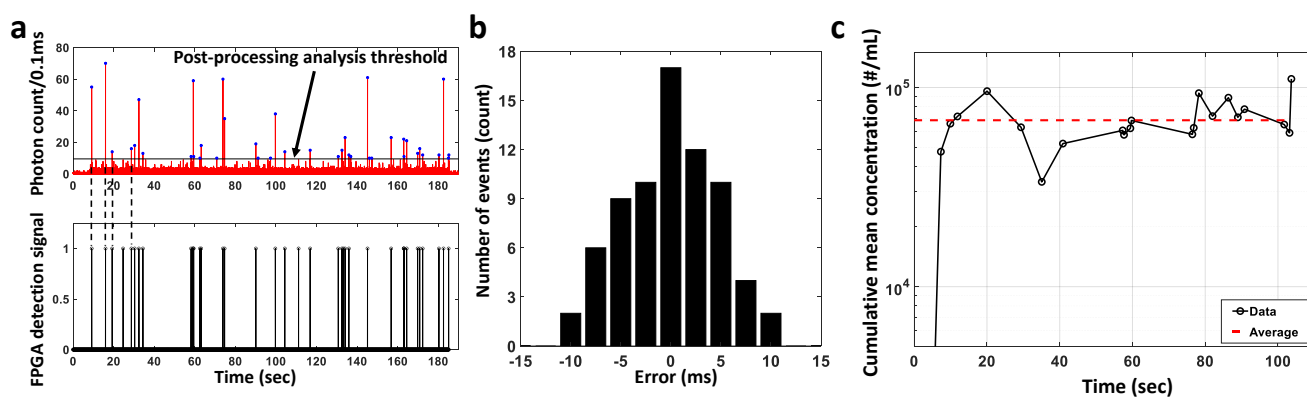 a
Photon count/0.1ms
80
60
40
20
0
Post-processing analysis threshold
0 20 40 60 80 100 120 140 160 180
FPGA detection signal
1
0.5
0
0 20 40 60 80 100 120 140 160 180
Time (sec)
b
Number of events (count)
18
15
12
9
6
3
0
-15 -10 -5 0 5 10 15
Error (ms)
c
Cumulative mean concentration (#/mL)
10^5
10^4
Data
Average
0 20 40 60 80 100
Time (sec)